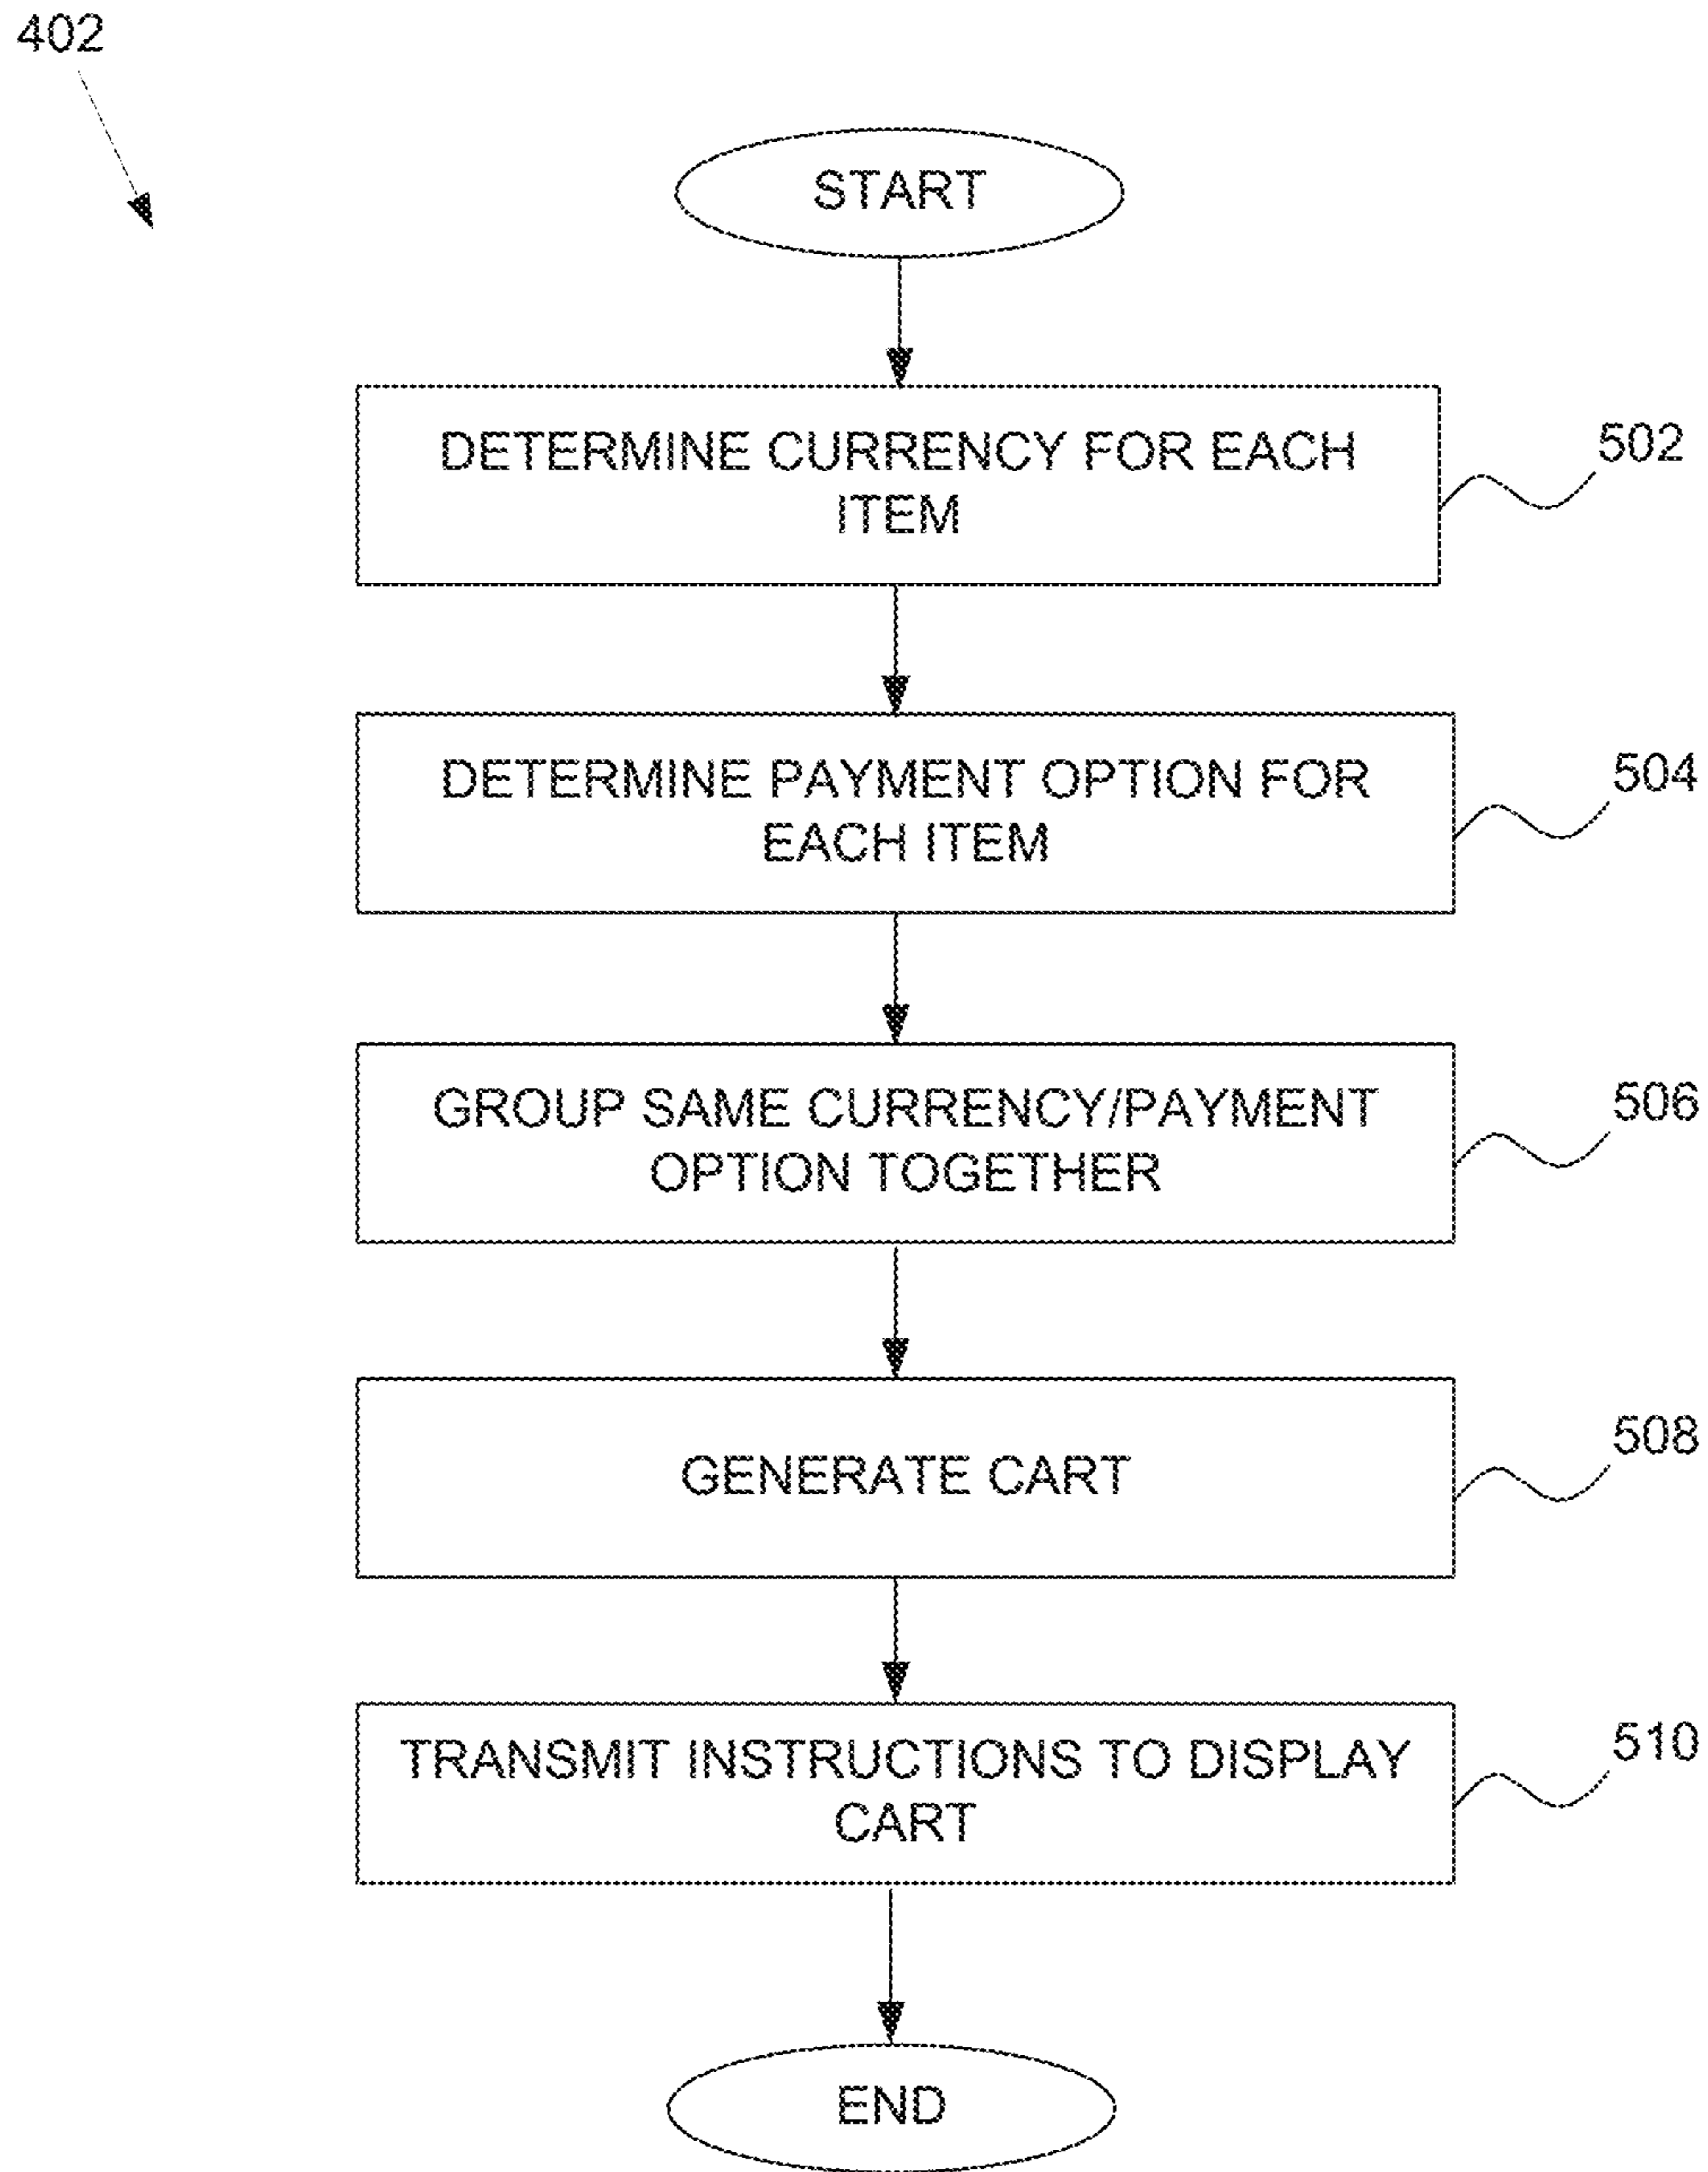 402
START
DETERMINE CURRENCY FOR EACH
ITEM
502
DETERMINE PAYMENT OPTION FOR
EACH ITEM
504
GROUP SAME CURRENCY/PAYMENT
OPTION TOGETHER
506
GENERATE CART
508
TRANSMIT INSTRUCTIONS TO DISPLAY
CART
510
END